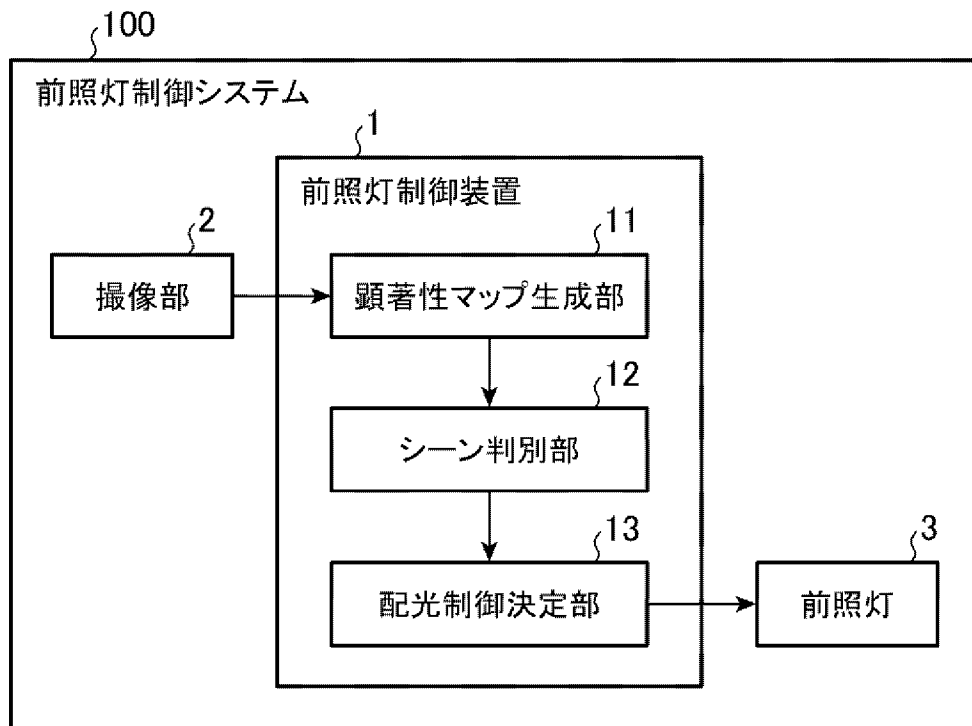 100
前照灯制御システム
1
前照灯制御装置
2
11
撮像部
顕著性マップ生成部
12
シーン判別部
13
3
配光制御決定部
前照灯